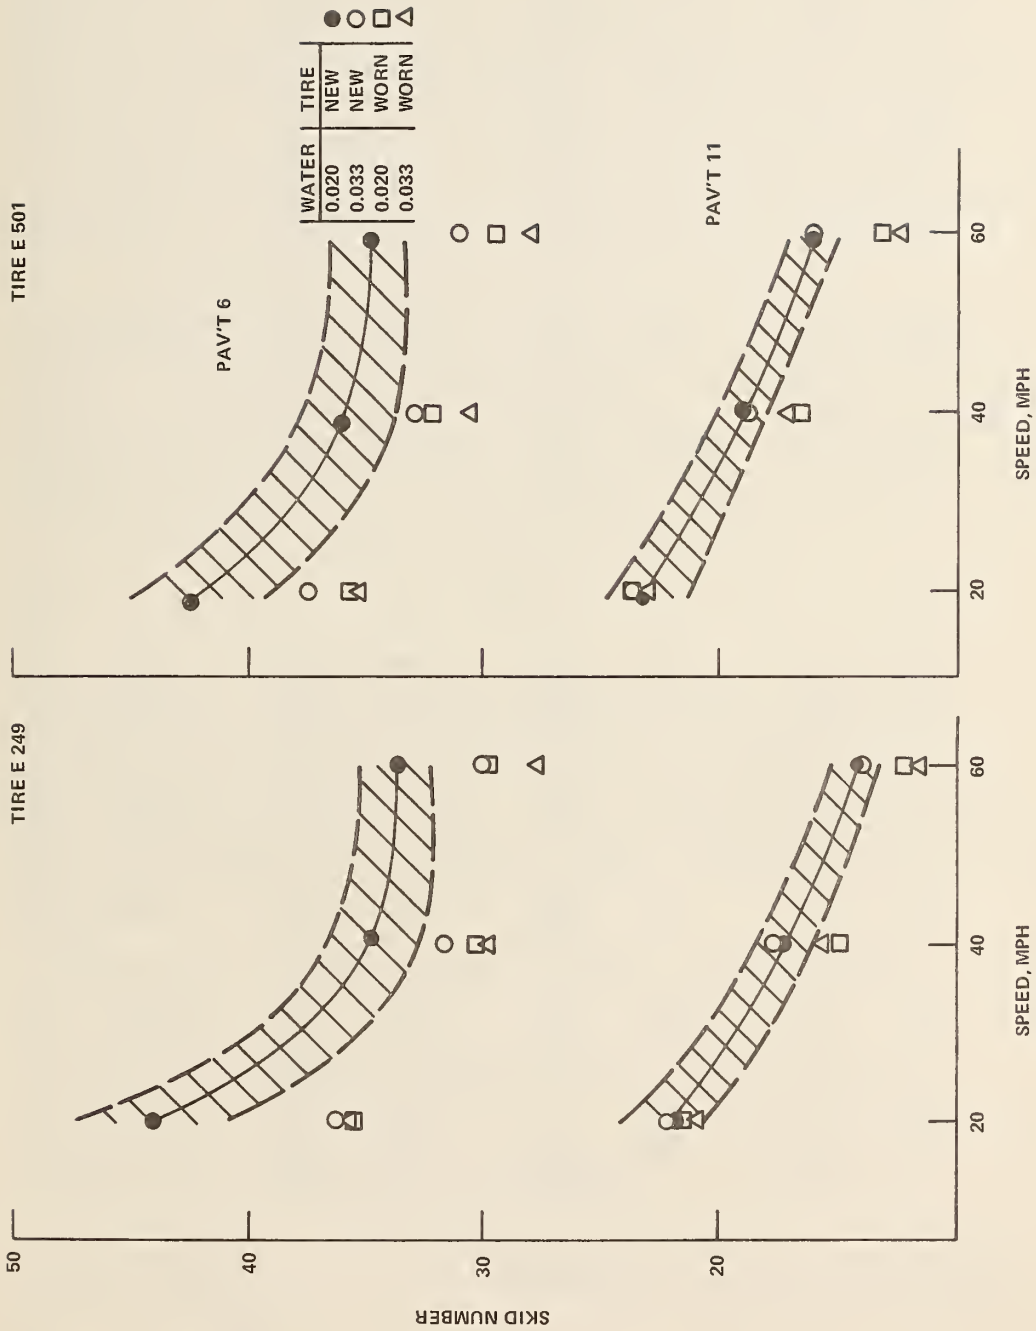 TIRE E 249
TIRE E 501
WATER TIRE
0.020 NEW
0.033 NEW
0.020 WORN
0.033 WORN
PAV'T 6
PAV'T 11
50
40
30
20
SKID NUMBER
20 40 60
SPEED, MPH
20 40 60
SPEED, MPH